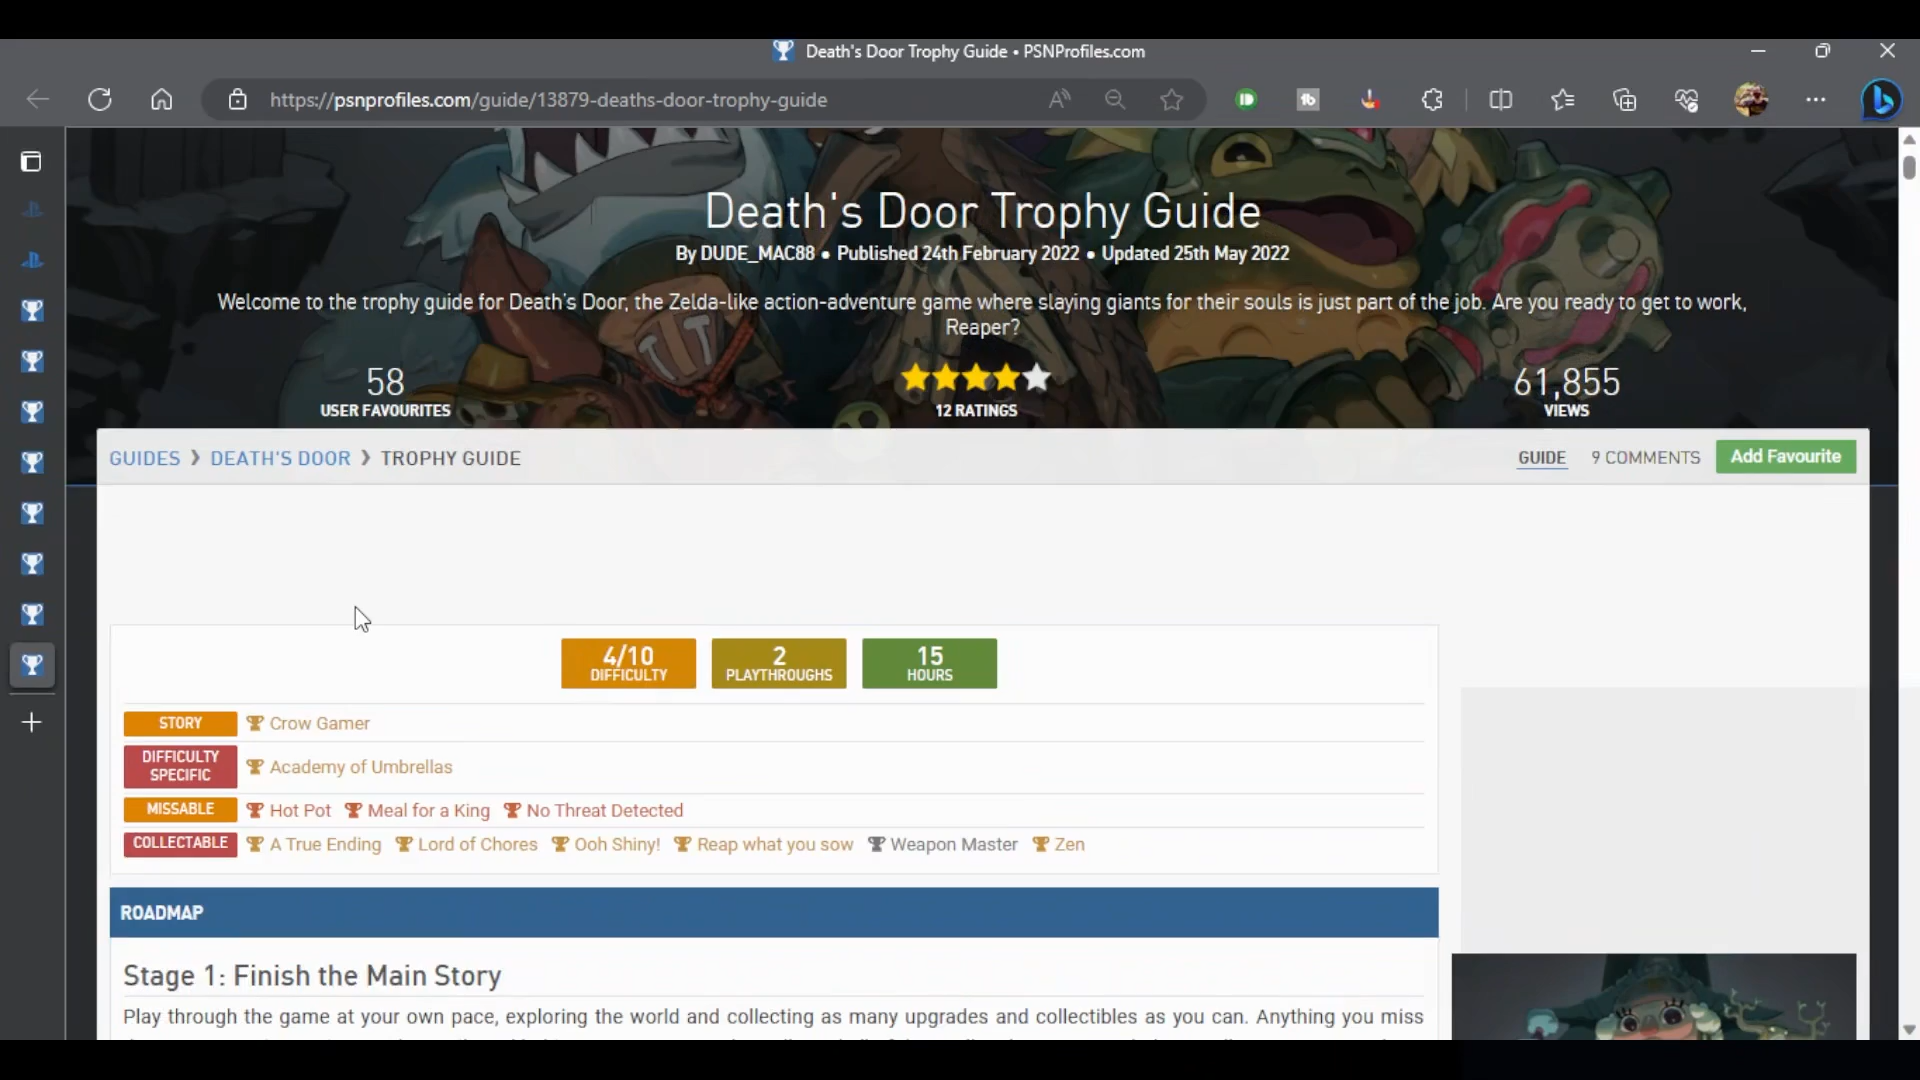 Death's Door Trophy Guide • PSNProfiles.com
https://psnprofiles.com/guide/13879-deaths-door-trophy-guide
Death's Door Trophy Guide
By DUDE_MAC88 • Published 24th February 2022 • Updated 25th May 2022
Welcome to the trophy guide for Death's Door, the Zelda-like action-adventure game where slaying giants for their souls is just part of the job. Are you ready to get to work,
Reaper?
58
USER FAVOURITES
12 RATINGS
61,855
VIEWS
GUIDES > DEATH'S DOOR > TROPHY GUIDE
GUIDE 9 COMMENTS Add Favourite
4/10
DIFFICULTY
2
PLAYTHROUGHS
15
HOURS
STORY Crow Gamer
DIFFICULTY
SPECIFIC
Academy of Umbrellas
MISSABLE Hot Pot Meal for a King No Threat Detected
COLLECTABLE A True Ending Lord of Chores Ooh Shiny! Reap what you sow Weapon Master Zen
ROADMAP
Stage 1: Finish the Main Story
Play through the game at your own pace, exploring the world and collecting as many upgrades and collectibles as you can. Anything you miss